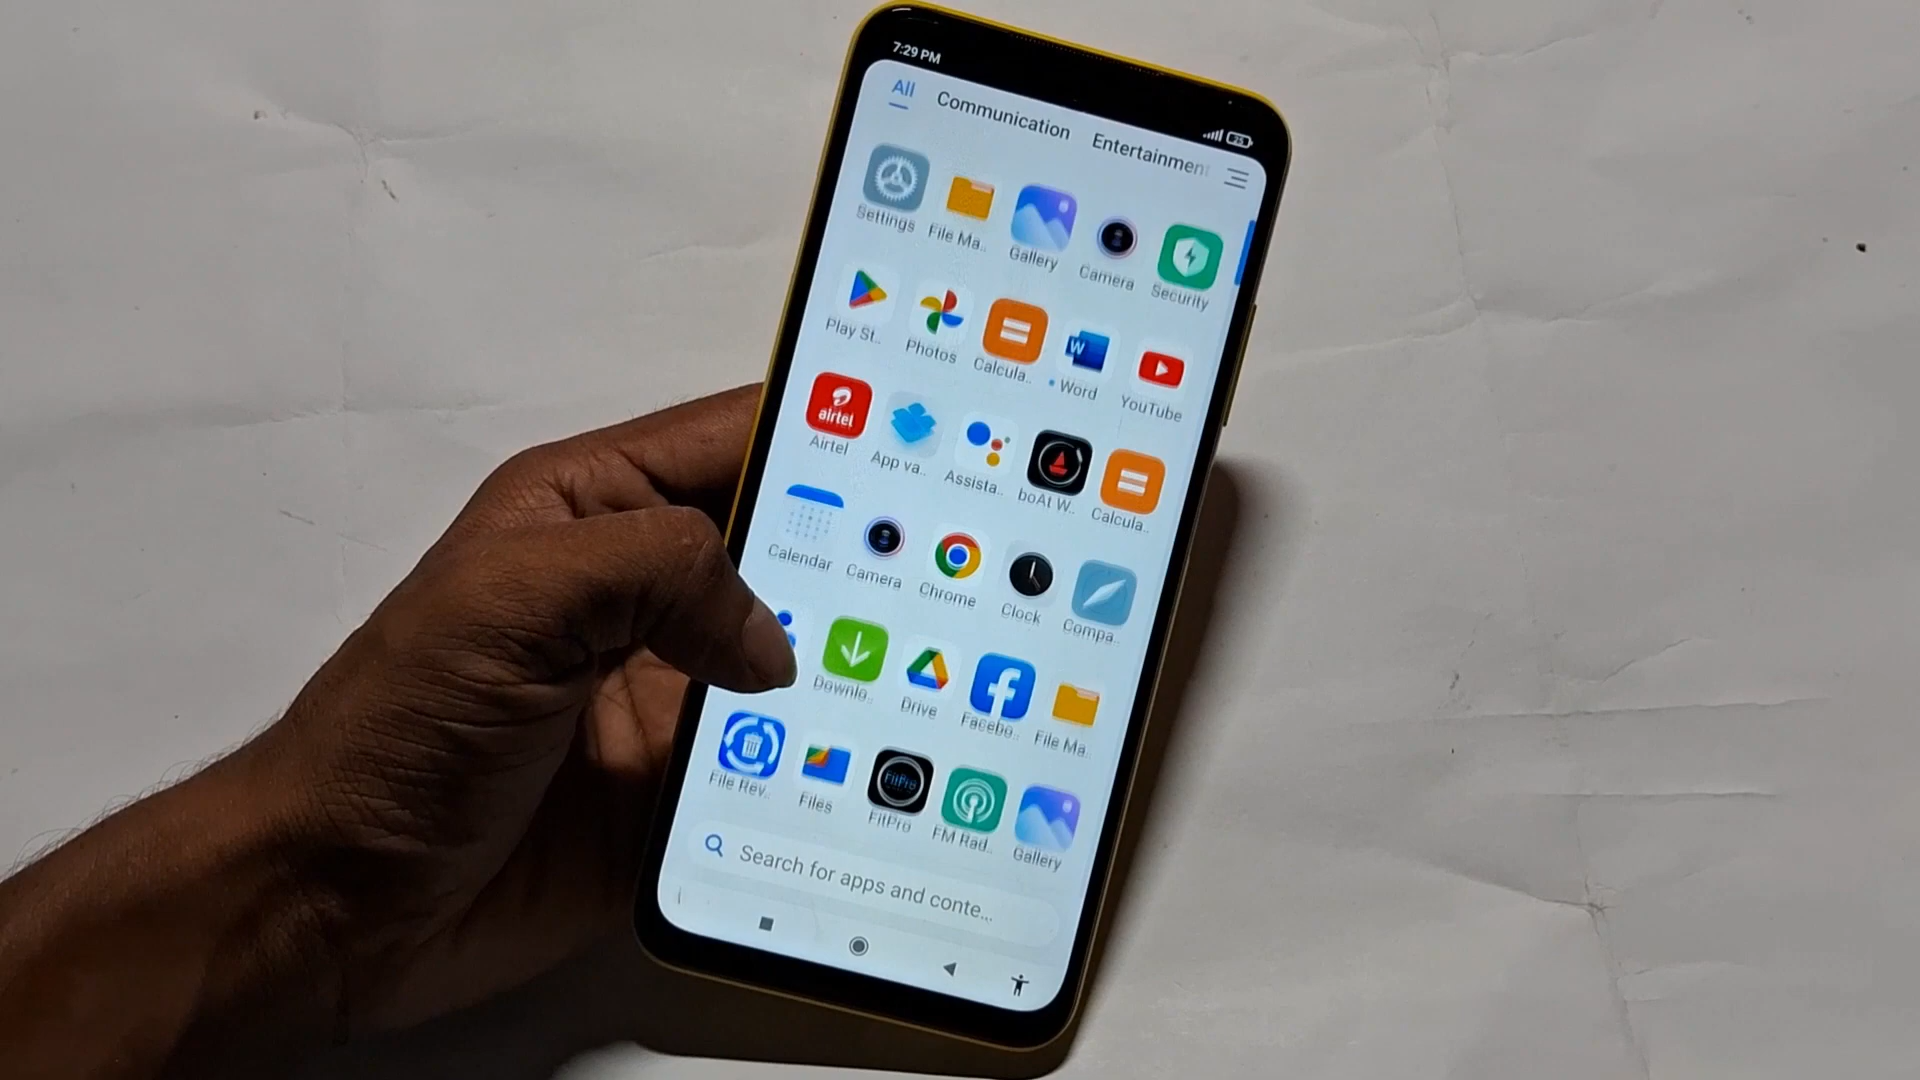 7:29 PM
25
All Communication Entertainment
Settings File Ma.. Gallery Camera Security
Play St.. Photos Calcula.. Word YouTube
airtel
Airtel App va.. Assista.. boAt W.. Calcula..
Calendar Camera Chrome Clock Compa..
Downlo.. Drive Facebo.. File Ma..
FitPro
File Rev.. Files FitPro FM Rad.. Gallery
Search for apps and conte...